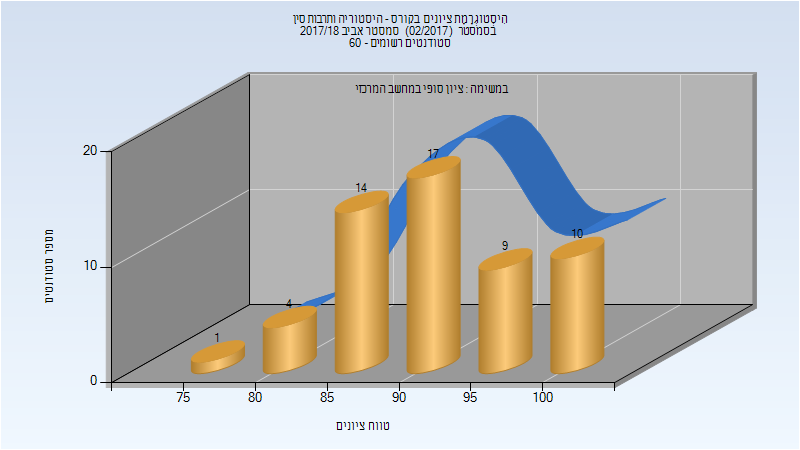 היסטוגרמת ציונים בקורס - היסטוריה ותרבות סין
בסמסטר (02/2017) סמסטר אביב 2017/18
סטודנטים רשומים - 60
במשימה : ציון סופי במחשב המרכזי
מספר סטודנטים
20
10
0
1
4
14
17
9
10
75
80
85
90
95
100
טווח ציונים